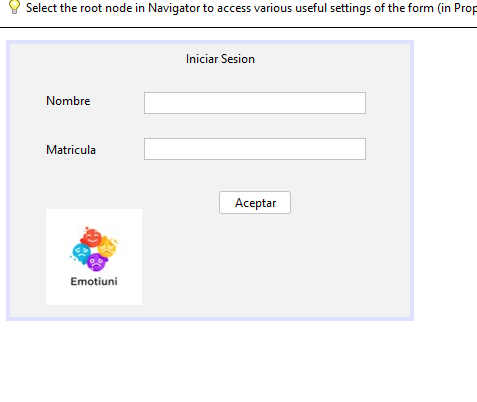 Select the root node in Navigator to access various useful settings of the form (in Prop
Iniciar Sesion
Nombre
Matricula
Aceptar
Emotiuni